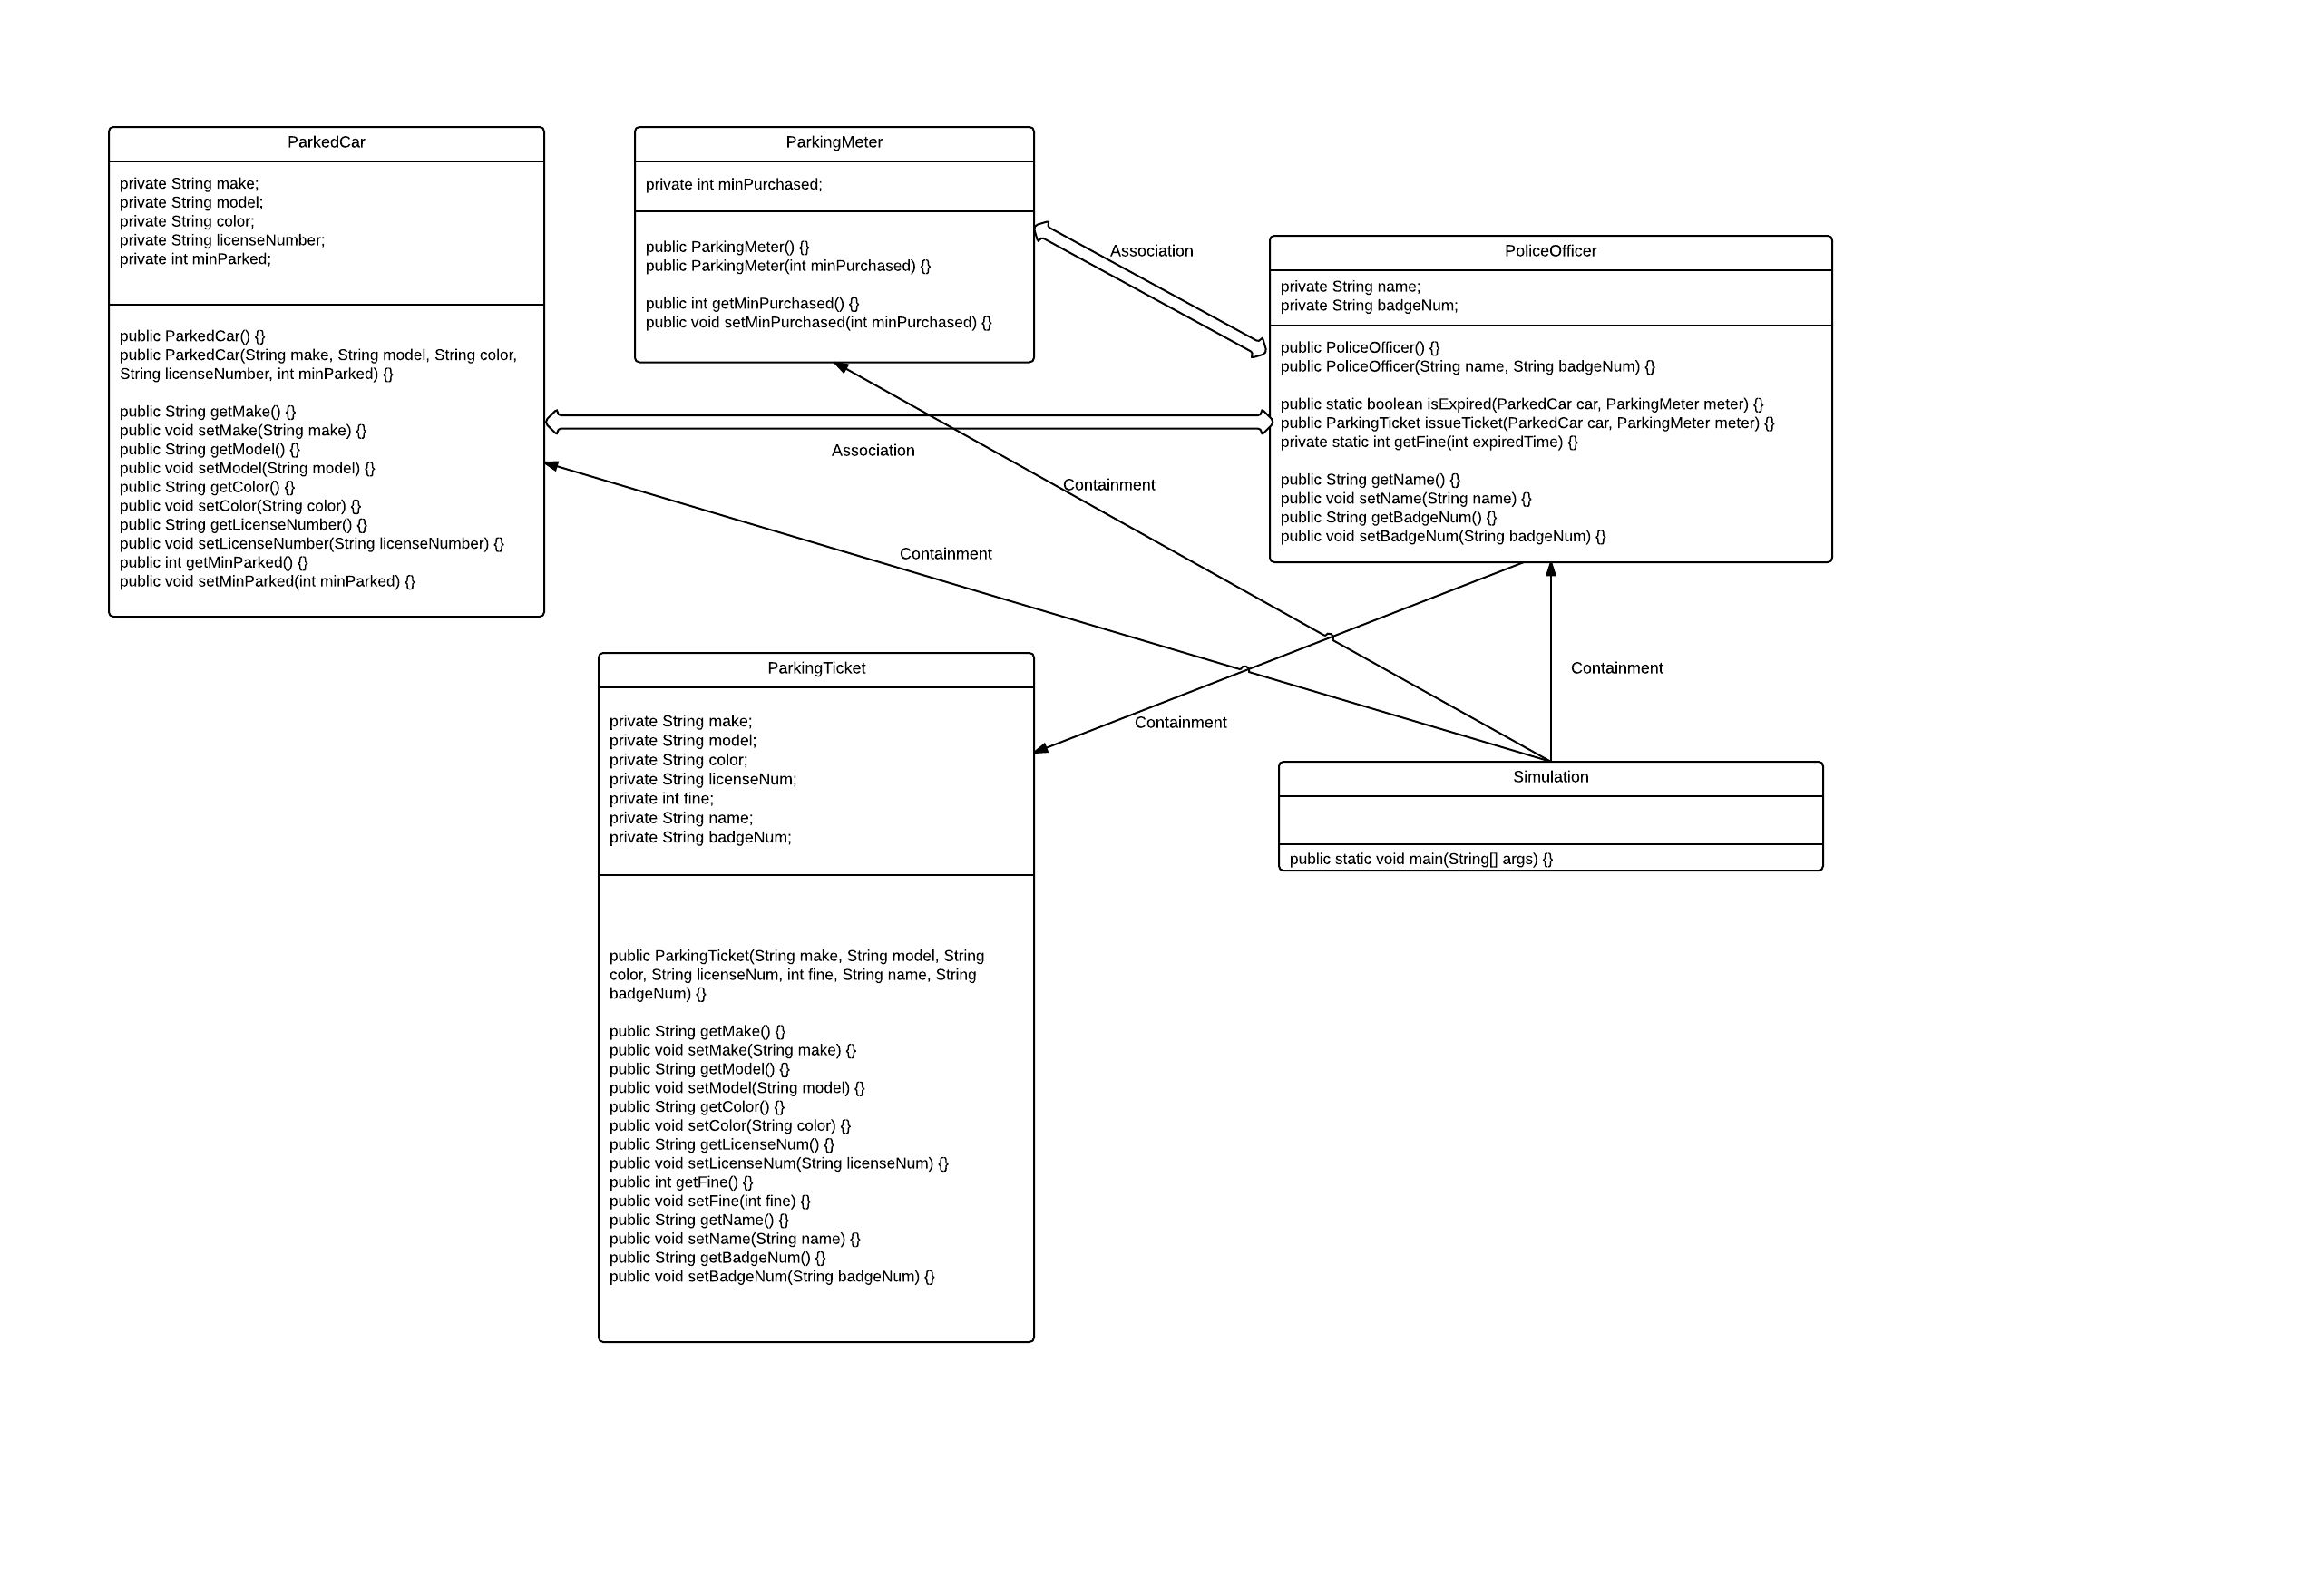 ParkedCar
private String make;
private String model;
private String color;
private String licenseNumber;
private int minParked;
public ParkedCar() {}
public ParkedCar(String make, String model, String color,
String licenseNumber, int minParked) {}
public String getMake() {}
public void setMake(String make) {}
public String getModel() {}
public void setModel(String model) {}
public String getColor() {}
public void setColor(String color) {}
public String getLicenseNumber() {}
public void setLicenseNumber(String licenseNumber) {}
public int getMinParked() {}
public void setMinParked(int minParked) {}
ParkingMeter
private int minPurchased;
public ParkingMeter() {}
public ParkingMeter(int minPurchased) {}
public int getMinPurchased() {}
public void setMinPurchased(int minPurchased) {}
Association
PoliceOfficer
private String name;
private String badgeNum;
public PoliceOfficer() {}
public PoliceOfficer(String name, String badgeNum) {}
public static boolean isExpired(ParkedCar car, ParkingMeter meter) {}
public ParkingTicket issueTicket(ParkedCar car, ParkingMeter meter) {}
private static int getFine(int expiredTime) {}
public String getName() {}
public void setName(String name) {}
public String getBadgeNum() {}
public void setBadgeNum(String badgeNum) {}
Association
Containment
Containment
Containment
Containment
ParkingTicket
private String make;
private String model;
private String color;
private String licenseNum;
private int fine;
private String name;
private String badgeNum;
public ParkingTicket(String make, String model, String
color, String licenseNum, int fine, String name, String
badgeNum) {}
public String getMake() {}
public void setMake(String make) {}
public String getModel() {}
public void setModel(String model) {}
public String getColor() {}
public void setColor(String color) {}
public String getLicenseNum() {}
public void setLicenseNum(String licenseNum) {}
public int getFine() {}
public void setFine(int fine) {}
public String getName() {}
public void setName(String name) {}
public String getBadgeNum() {}
public void setBadgeNum(String badgeNum) {}
Simulation
public static void main(String[] args) {}